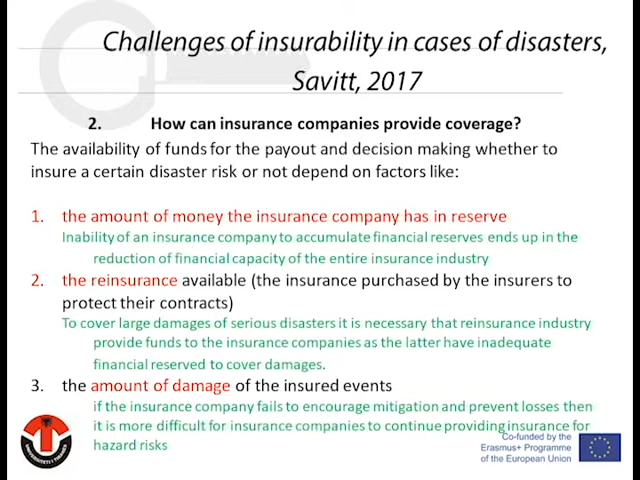 Challenges of insurability in cases of disasters,
Savitt, 2017
2. How can insurance companies provide coverage?
The availability of funds for the payout and decision making whether to
insure a certain disaster risk or not depend on factors like:
1. the amount of money the insurance company has in reserve
Inability of an insurance company to accumulate financial reserves ends up in the
reduction of financial capacity of the entire insurance industry
2. the reinsurance available (the insurance purchased by the insurers to
protect their contracts)
To cover large damages of serious disasters it is necessary that reinsurance industry
provide funds to the insurance companies as the latter have inadequate
financial reserved to cover damages.
3. the amount of damage of the insured events
if the insurance company fails to encourage mitigation and prevent losses then
it is more difficult for insurance companies to continue providing insurance for
hazard risks
Co-funded by the
Erasmus+ Programme
of the European Union